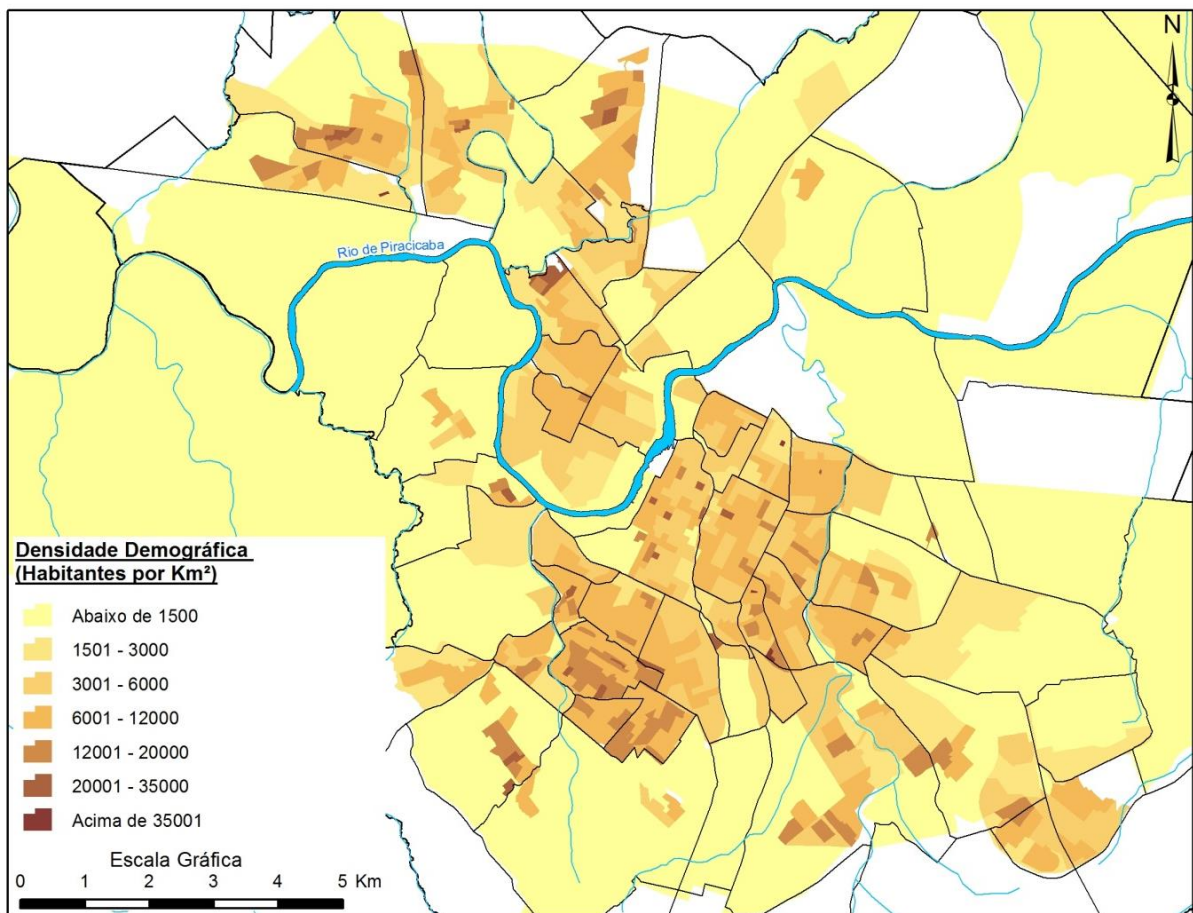 N
Rio de Piracicaba
Densidade Demográfica
(Habitantes por Km²)
Abaixo de 1500
1501 - 3000
3001 - 6000
6001 - 12000
12001 - 20000
20001 - 35000
Acima de 35001
Escala Gráfica
0 1 2 3 4 5 Km